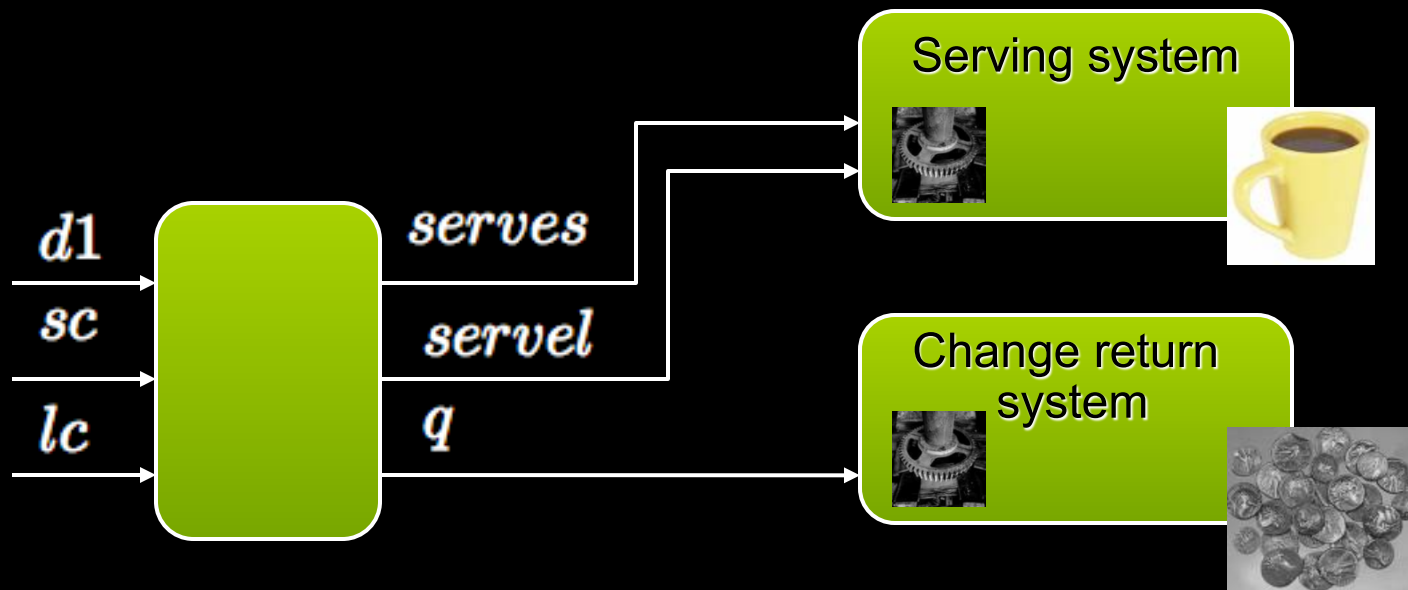 Serving system
d1
serves
sc
servel
Change return
system
lc
q